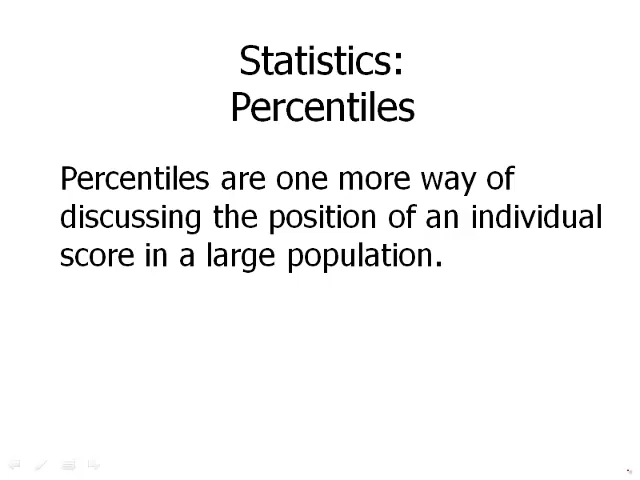 Statistics:
Percentiles
Percentiles are one more way of
discussing the position of an individual
score in a large population.